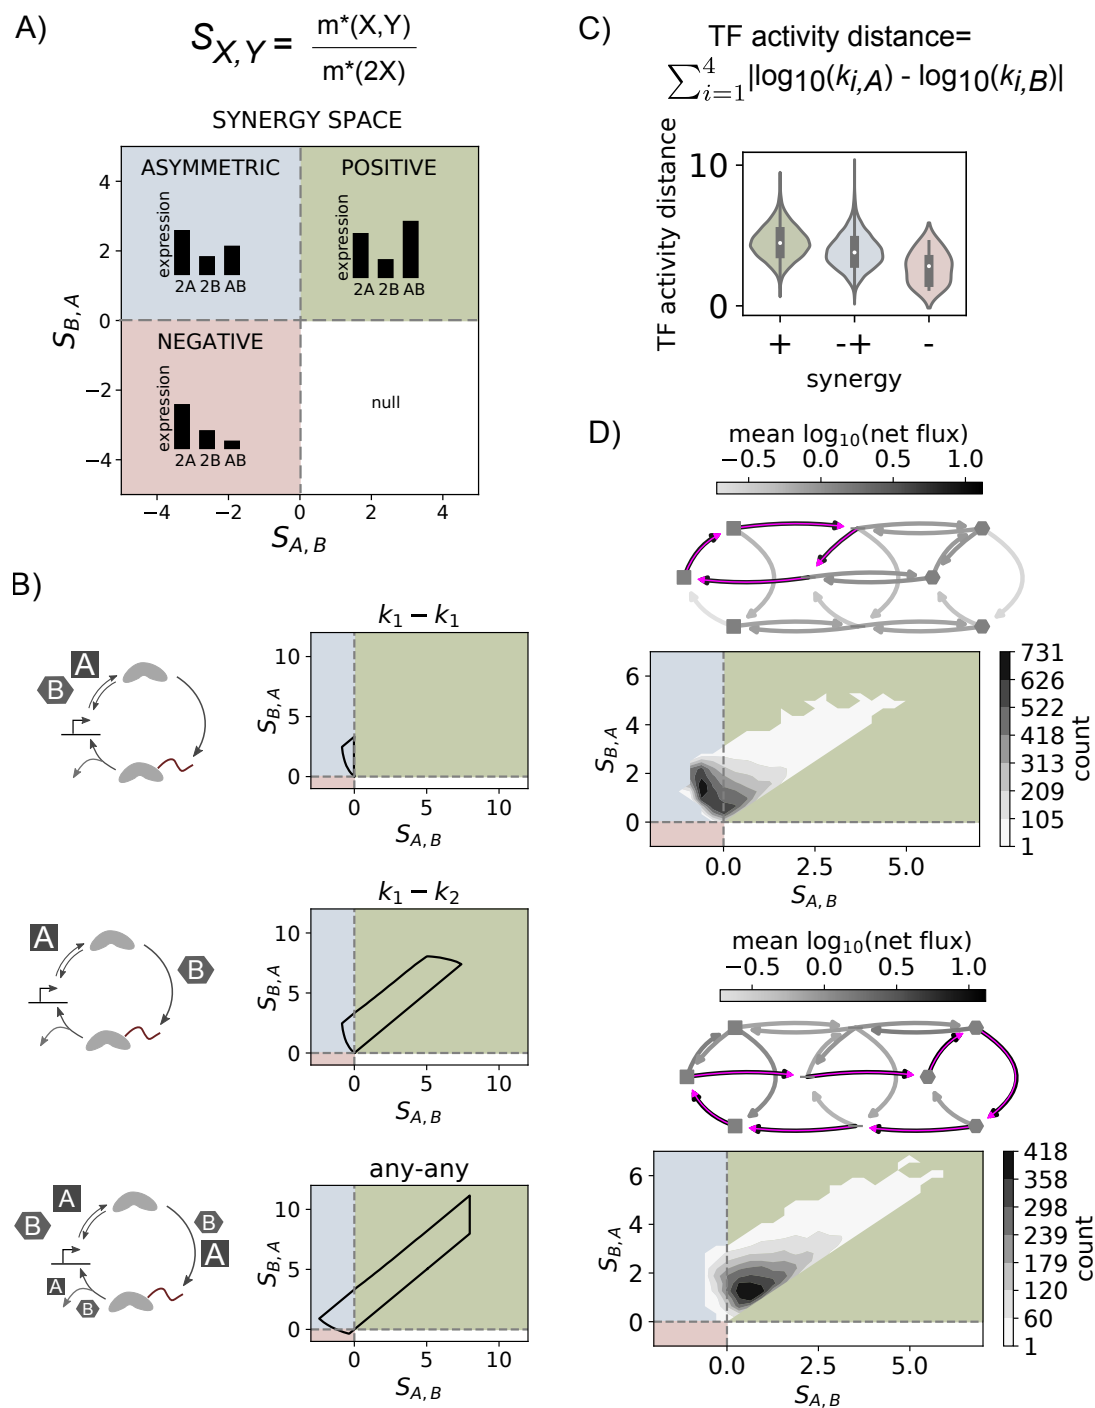 A)
S_{X,Y} = m*(X,Y)
m*(2X)
SYNERGY SPACE
ASYMMETRIC
POSITIVE
expression
2A 2B AB
expression
2A 2B AB
NEGATIVE
expression
2A 2B AB
null
4
2
0
−2
−4
S_{B,A}
−4 −2 0 2 4
S_{A,B}
B)
A
B
k_1 − k_1
10
5
0
S_{B,A}
0 5 10
S_{A,B}
A
B
k_1 − k_2
10
5
0
S_{B,A}
0 5 10
S_{A,B}
A
B
B
A
A
B
any-any
10
5
0
S_{B,A}
0 5 10
S_{A,B}
C)
TF activity distance=
∑_{i=1}^{4}|log10(k_{i,A}) - log10(k_{i,B})|
TF activity distance
10
0
+ -+ -
synergy
D)
mean log_{10}(net flux)
−0.5 0.0 0.5 1.0
6
4
2
0
S_{B,A}
0.0 2.5 5.0
S_{A,B}
731
626
522
418
313
209
105
1
count
mean log_{10}(net flux)
−0.5 0.0 0.5 1.0
6
4
2
0
S_{B,A}
0.0 2.5 5.0
S_{A,B}
418
358
298
239
179
120
60
1
count